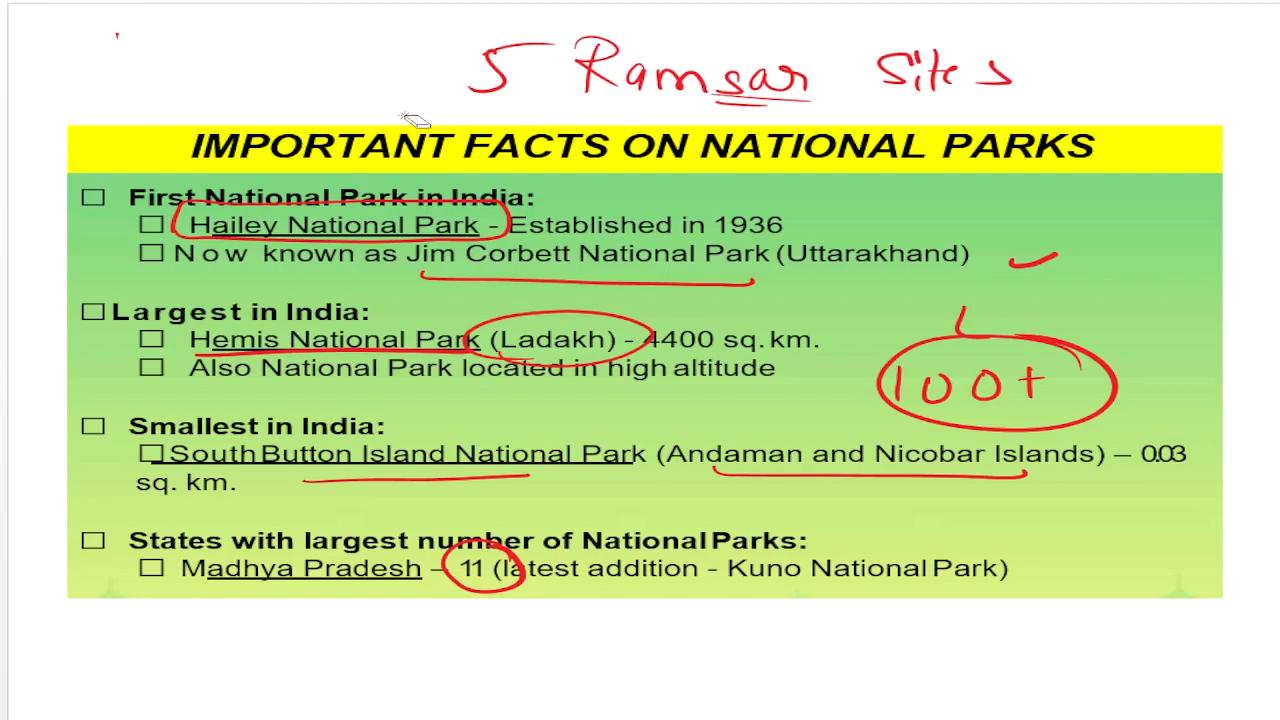 5 Ramsar Sites
IMPORTANT FACTS ON NATIONAL PARKS
First National Park in India:
Hailey National Park - Established in 1936
Now known as Jim Corbett National Park (Uttarakhand)
Largest in India:
Hemis National Park (Ladakh) - 4400 sq. km.
Also National Park located in high altitude
100+
Smallest in India:
South Button Island National Park (Andaman and Nicobar Islands) – 0.03
sq. km.
States with largest number of National Parks:
Madhya Pradesh – 11 (latest addition - Kuno National Park)